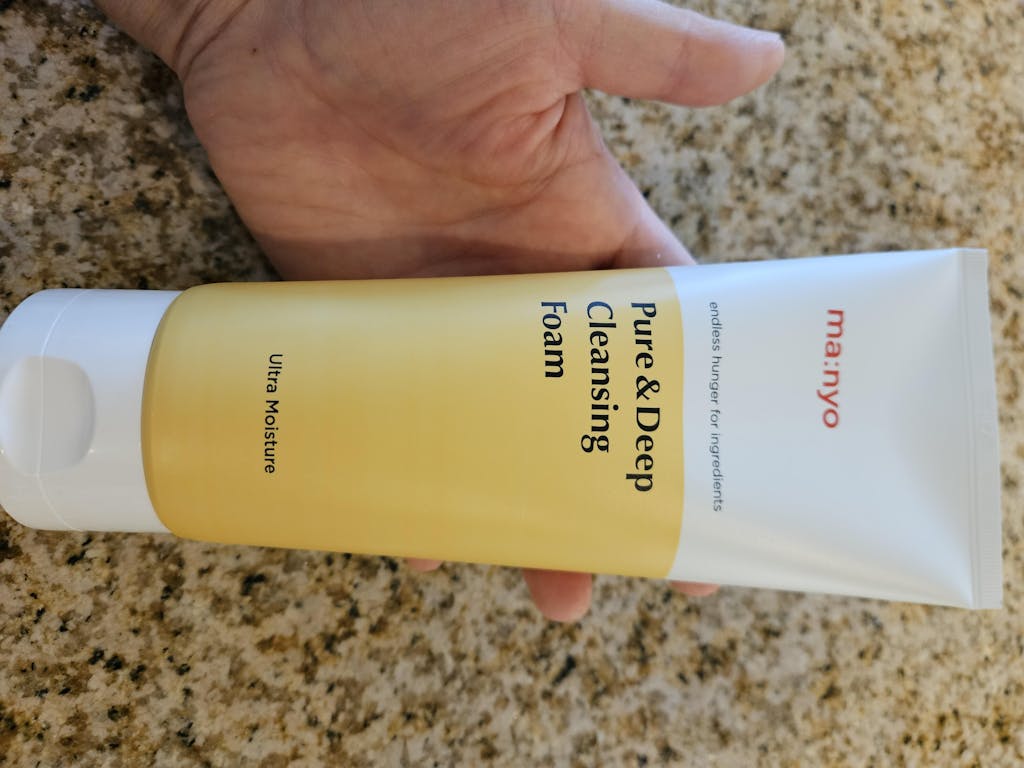 ma:nyo
endless hunger for ingredients
Pure & Deep
Cleansing
Foam
Ultra Moisture